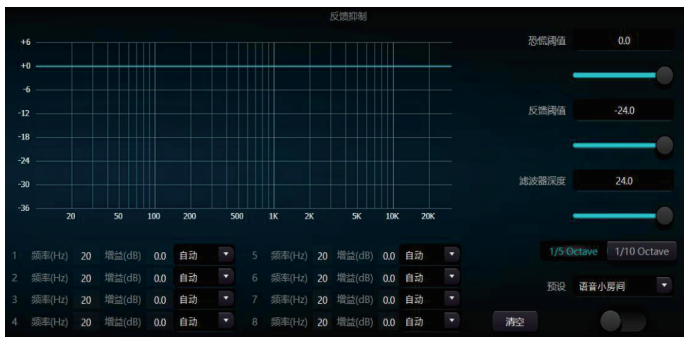 反馈抑制
+6
+0
-6
-12
-18
-24
-30
-36
20 50 100 200 500 1K 2K 5K 10K 20K
恐慌阈值 0.0
反馈阈值 -24.0
滤波器深度 24.0
1/5 Octave 1/10 Octave
预设 语音小房间
清空
1 频率(Hz) 20 增益(dB) 0.0 自动 5 频率(Hz) 20 增益(dB) 0.0 自动
2 频率(Hz) 20 增益(dB) 0.0 自动 6 频率(Hz) 20 增益(dB) 0.0 自动
3 频率(Hz) 20 增益(dB) 0.0 自动 7 频率(Hz) 20 增益(dB) 0.0 自动
4 频率(Hz) 20 增益(dB) 0.0 自动 8 频率(Hz) 20 增益(dB) 0.0 自动